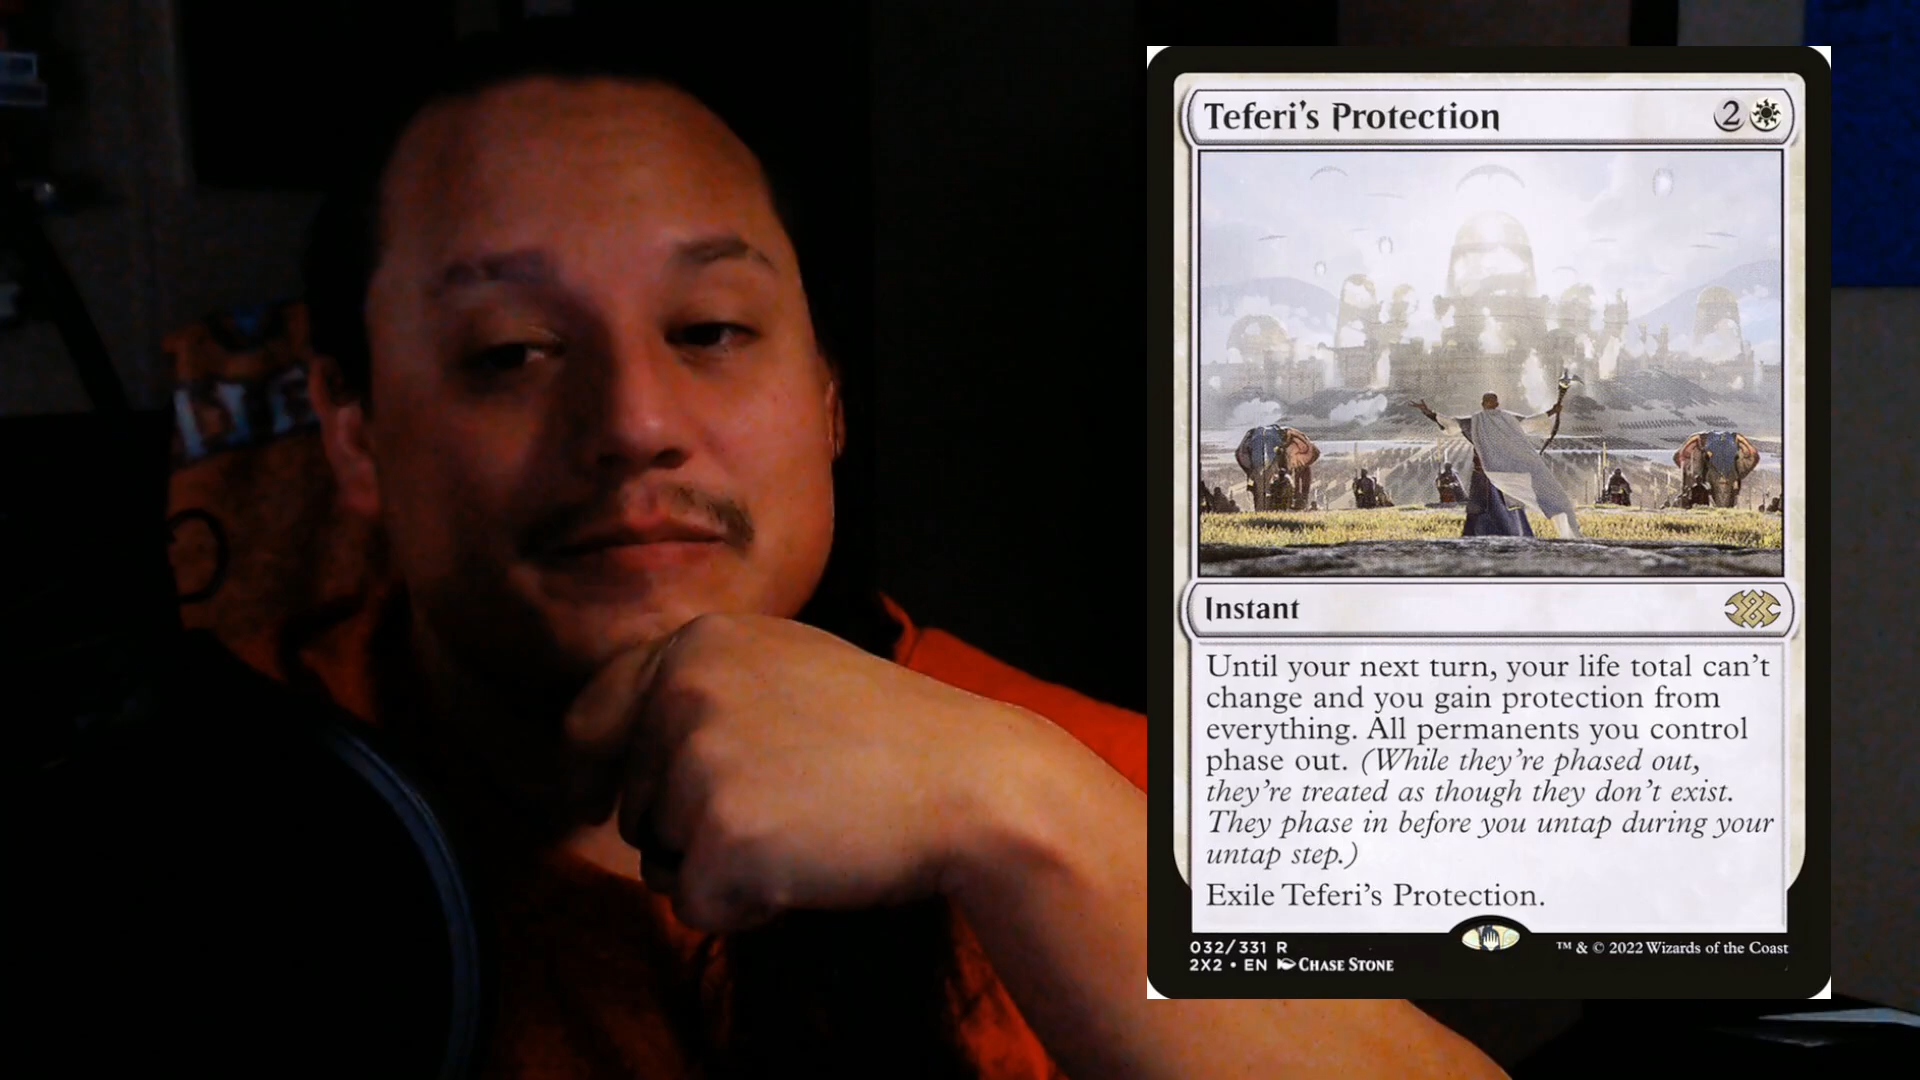 Teferi's Protection 2
Instant
Until your next turn, your life total can't
change and you gain protection from
everything. All permanents you control
phase out. (While they're phased out,
they're treated as though they don't exist.
They phase in before you untap during your
untap step.)
Exile Teferi's Protection.
032/331 R
™ & © 2022 Wizards of the Coast
2X2 • EN CHASE STONE